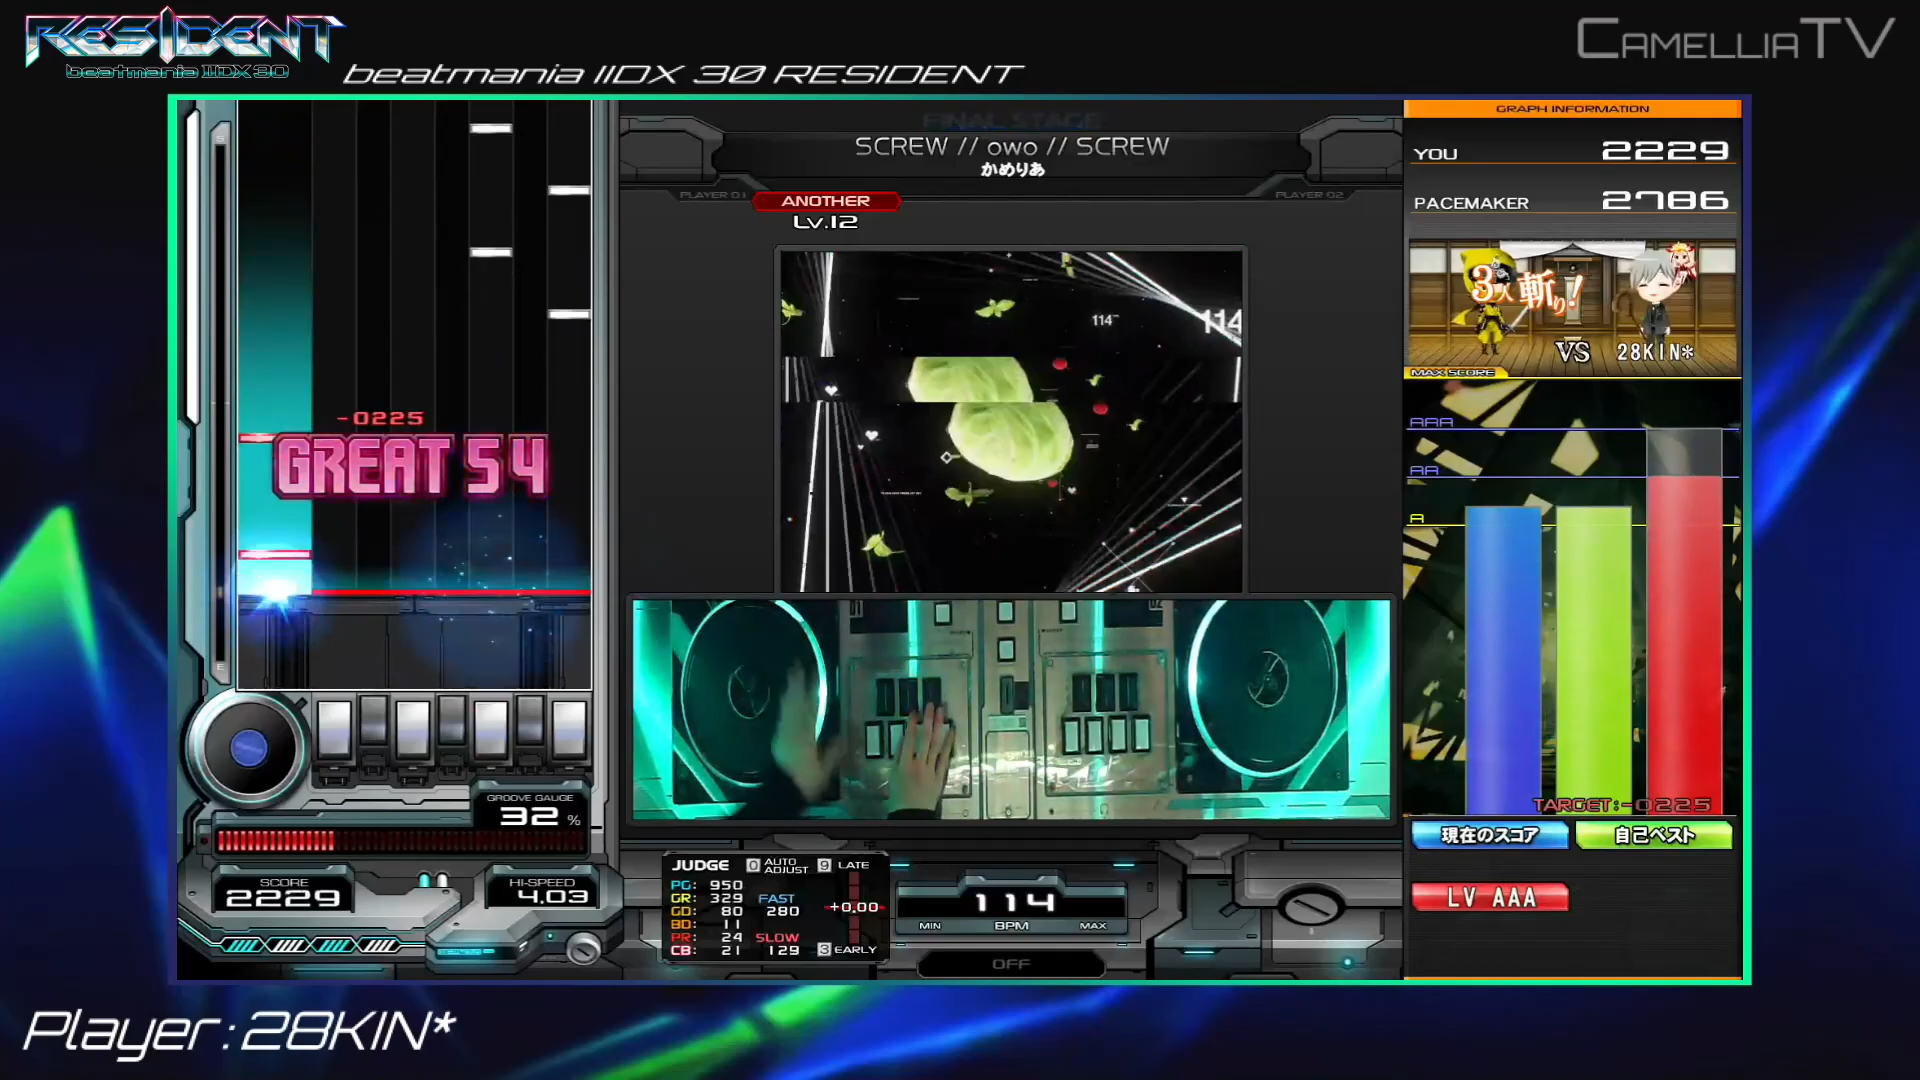 RESIDENT
beatmania IIDX 30
beatmania IIDX 30 RESIDENT
CAMELLIATV
FINAL STAGE
SCREW // owo // SCREW
かめりあ
PLAYER 01
PLAYER 02
ANOTHER
LV.12
114
114
-0225
GREAT 54
GRAPH INFORMATION
YOU 2229
PACEMAKER 2786
3人斬り!
VS 28KIN*
MAX SCORE
AAA
AA
A
TARGET:-0225
現在のスコア
自己ベスト
LV AAA
S
E
GROOVE GAUGE
32 %
SCORE
2229
HI-SPEED
4.03
JUDGE 0 AUTO ADJUST 9 LATE
PG: 950
GR: 329 FAST
GD: 80 280 +0.00
BD: 11
PR: 24 SLOW
CB: 21 129 3 EARLY
114
MIN BPM MAX
OFF
Player:28KIN*